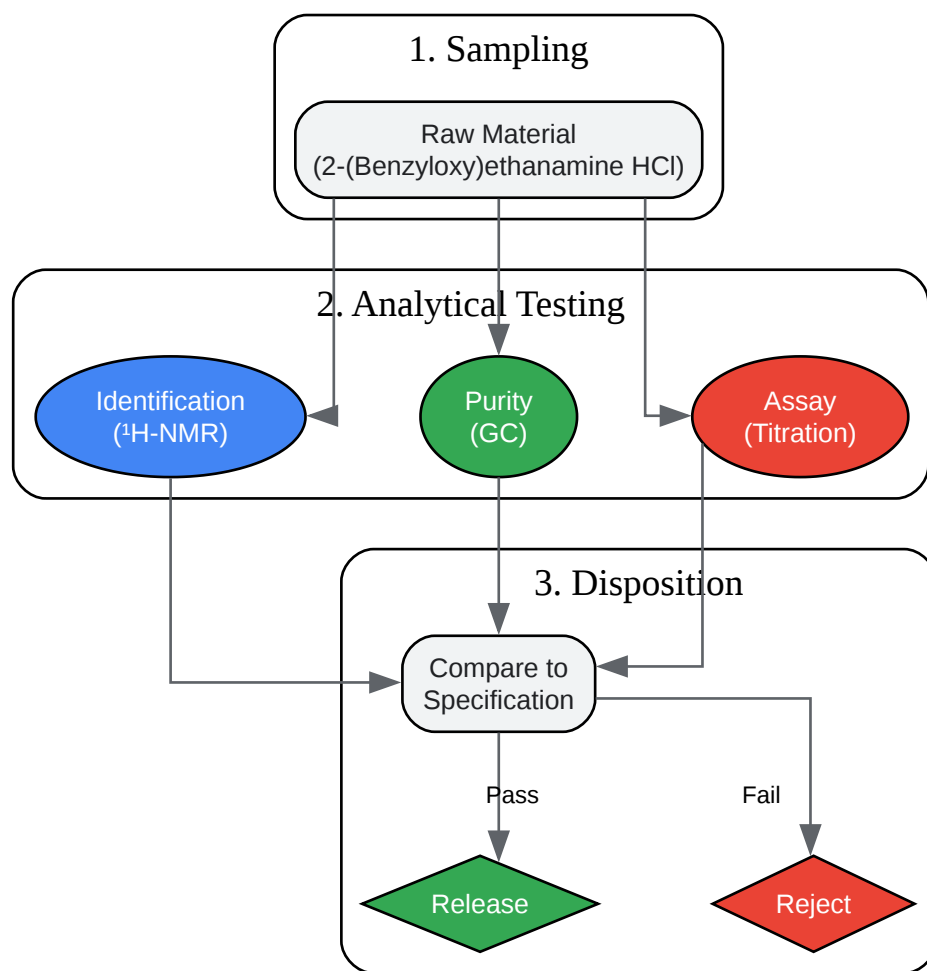 1. Sampling
Raw Material
(2-(Benzyloxy)ethanamine HCl)
2. Analytical Testing
Identification
(¹H-NMR)
Purity
(GC)
Assay
(Titration)
3. Disposition
Compare to
Specification
Pass
Fail
Release
Reject